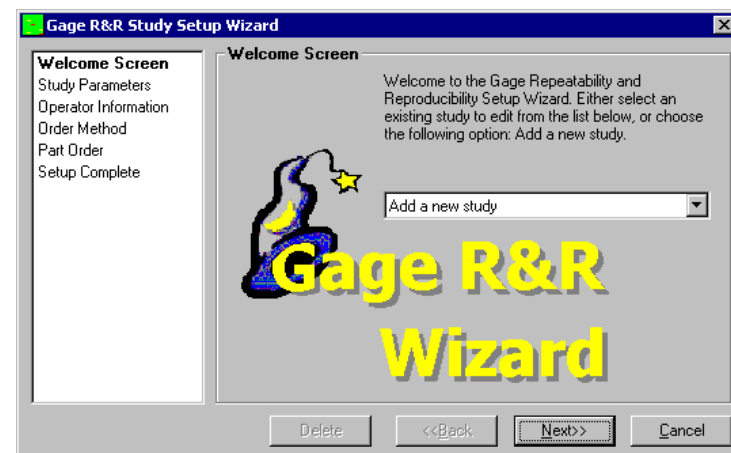 Gage R&R Study Setup Wizard
Welcome Screen
Study Parameters
Operator Information
Order Method
Part Order
Setup Complete
Welcome Screen
Welcome to the Gage Repeatability and
Reproducibility Setup Wizard. Either select an
existing study to edit from the list below, or choose
the following option: Add a new study.
Add a new study
Gage R&R
Wizard
Delete
<<Back
Next>>
Cancel